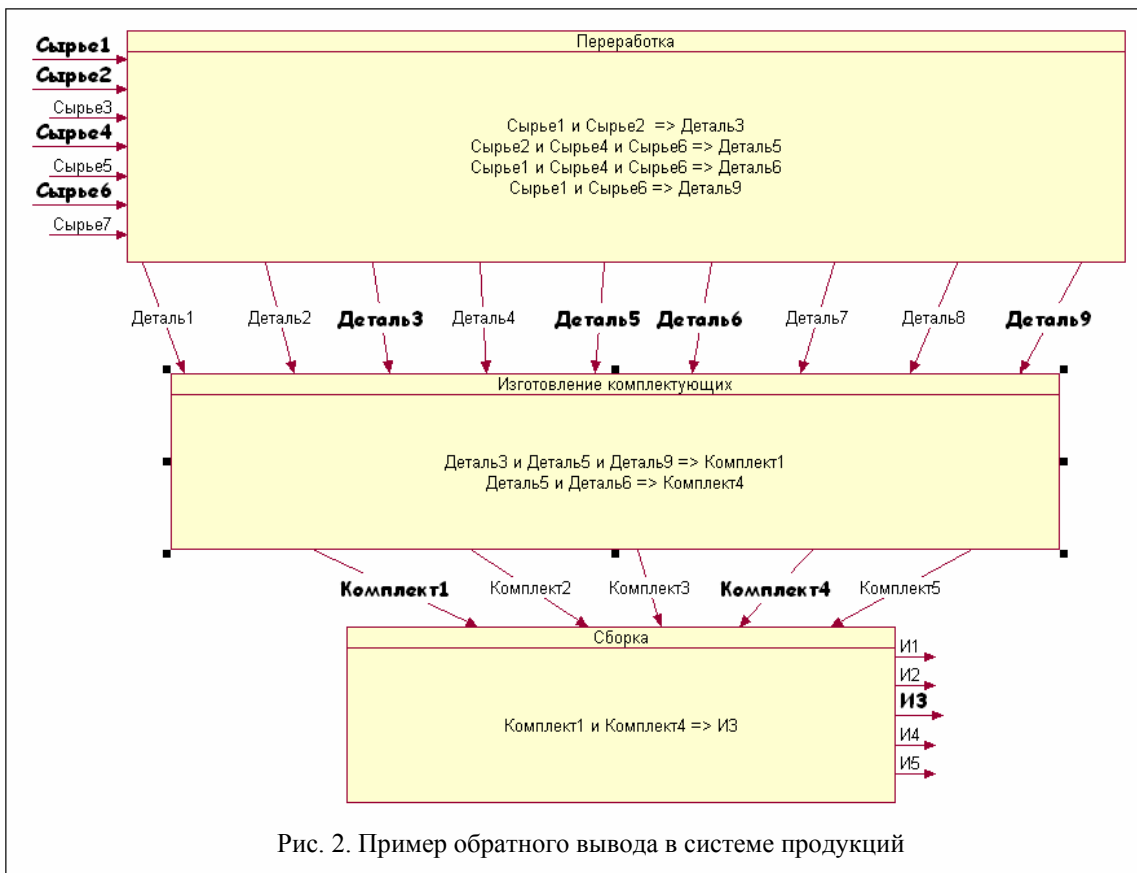 Переработка
Сырье1
Сырье2
Сырье3
Сырье4
Сырье5
Сырье6
Сырье7
Сырье1 и Сырье2 => Деталь3
Сырье2 и Сырье4 и Сырье6 => Деталь5
Сырье1 и Сырье4 и Сырье6 => Деталь6
Сырье1 и Сырье6 => Деталь9
Деталь1 Деталь2 Деталь3 Деталь4 Деталь5 Деталь6 Деталь7 Деталь8 Деталь9
Изготовление комплектующих
Деталь3 и Деталь5 и Деталь9 => Комплект1
Деталь5 и Деталь6 => Комплект4
Комплект1 Комплект2 Комплект3 Комплект4 Комплект5
Сборка
Комплект1 и Комплект4 => И3
И1
И2
И3
И4
И5
Рис. 2. Пример обратного вывода в системе продукций